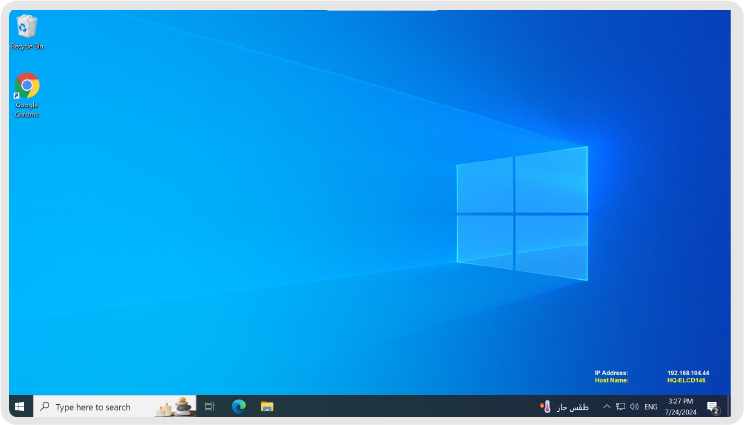 Recycle Bin
Google
Chrome
IP Address: 192.168.104.44
Host Name: HQ-ELCD146
Type here to search
طقس حار
ENG
3:27 PM
7/24/2024
2